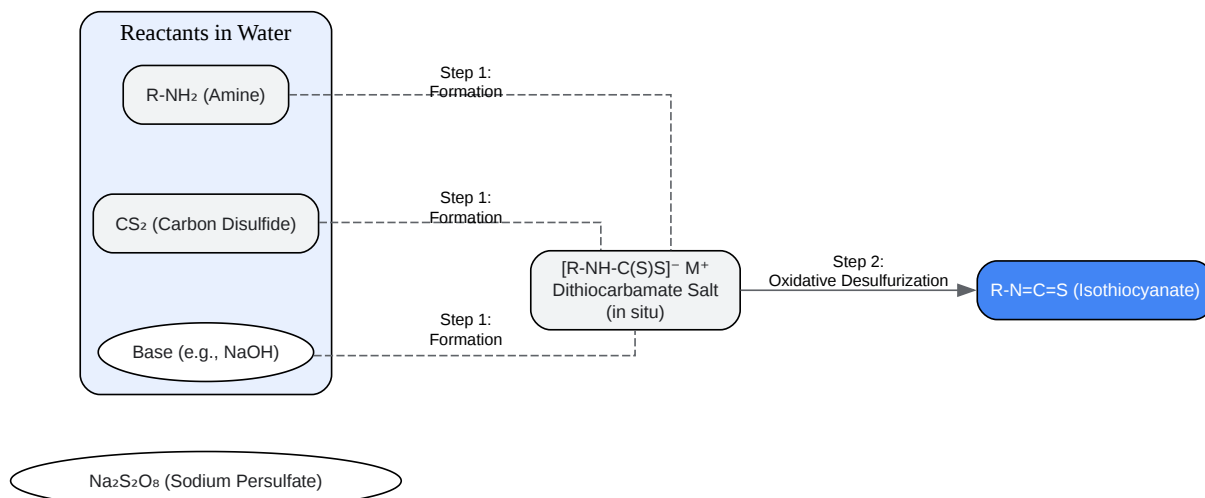 Reactants in Water
R-NH₂ (Amine)
Step 1:
Formation
CS₂ (Carbon Disulfide)
Step 1:
Formation
[R-NH-C(S)S]⁻ M⁺
Dithiocarbamate Salt
(in situ)
Step 2:
Oxidative Desulfurization
R-N=C=S (Isothiocyanate)
Step 1:
Formation
Base (e.g., NaOH)
Na₂S₂O₈ (Sodium Persulfate)